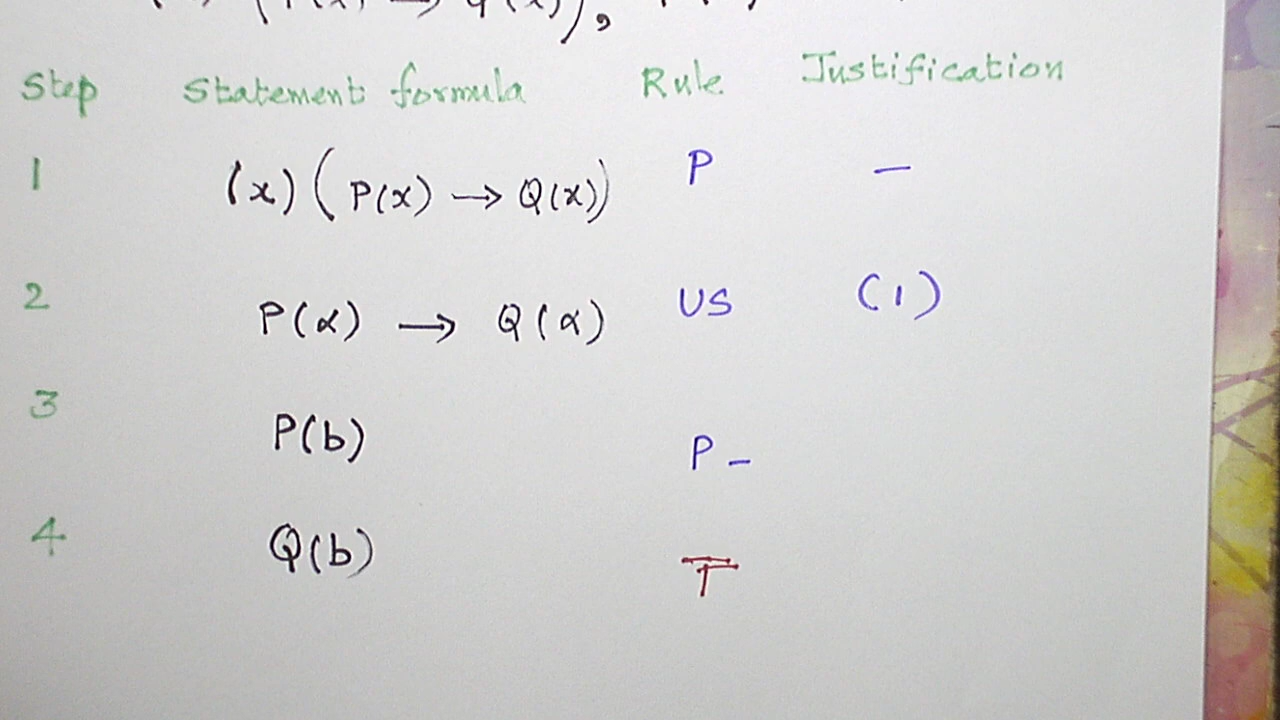 (P(x) → Q(x)),
Step Statement formula Rule Justification
1 (x) (P(x) → Q(x)) P —
2 P(α) → Q(α) US (1)
3 P(b) P –
4 Q(b) T